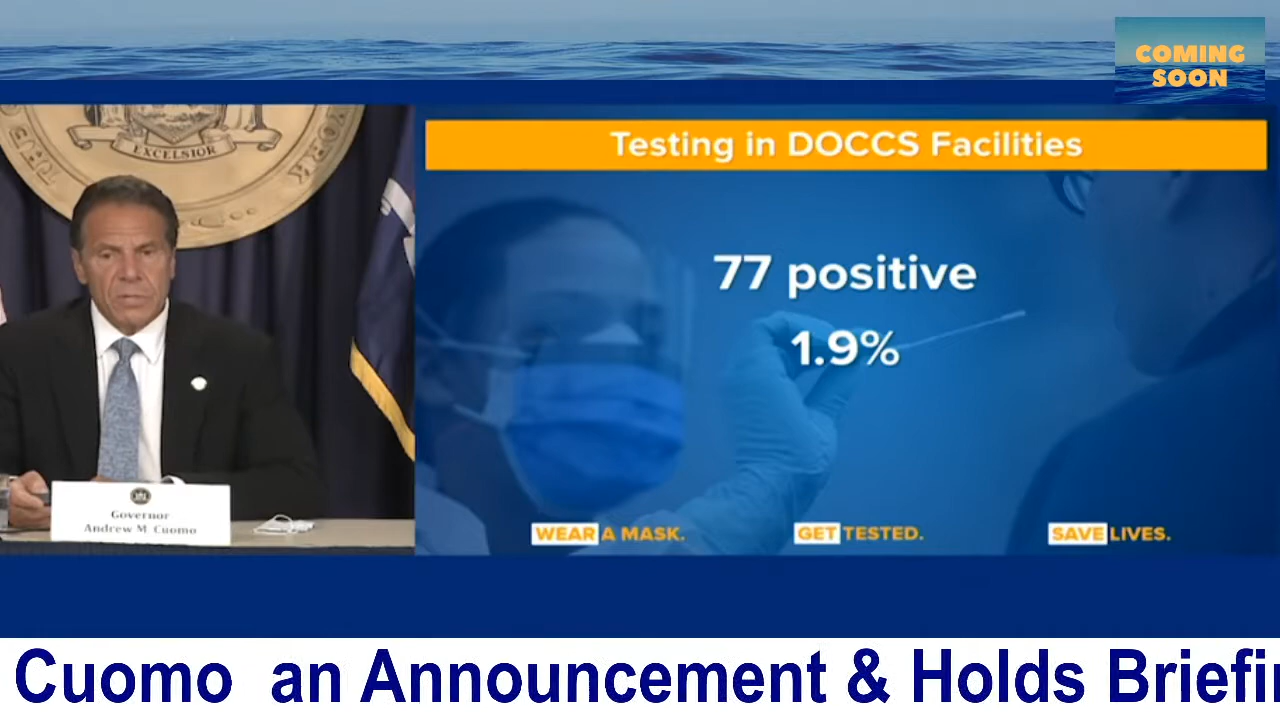 COMING
SOON
EXCELSIOR
Testing in DOCCS Facilities
77 positive
1.9%
Governor
Andrew M. Cuomo
WEAR A MASK.
GET TESTED.
SAVE LIVES.
Cuomo an Announcement & Holds Briefin